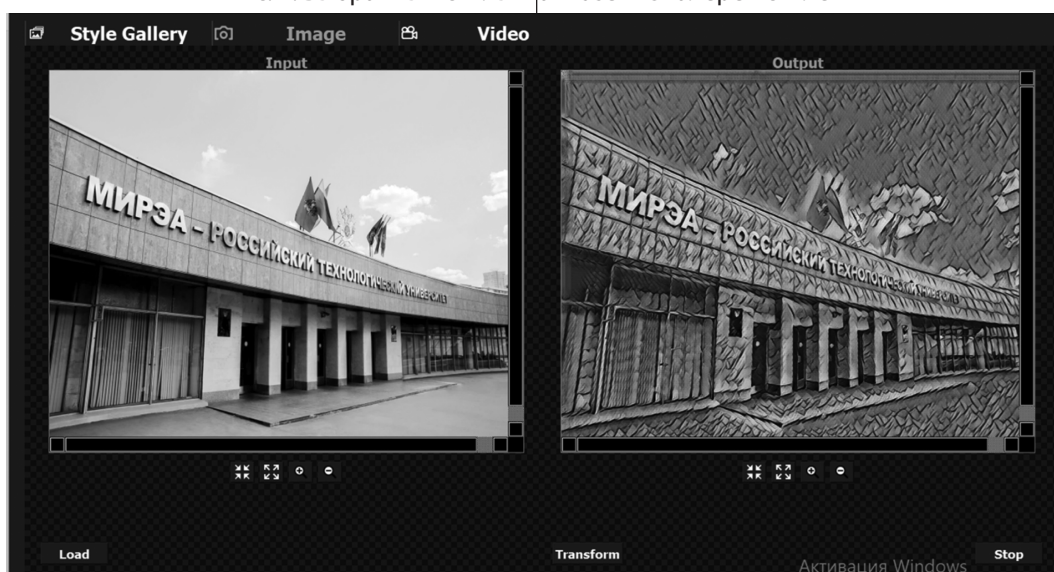 Style Gallery Image Video
Input Output
МИРЭА – РОССИЙСКИЙ ТЕХНОЛОГИЧЕСКИЙ УНИВЕРСИТЕТ
МИРЭА – РОССИЙСКИЙ ТЕХНОЛОГИЧЕСКИЙ УНИВЕРСИТЕТ
Load Transform Stop
Активация Windows